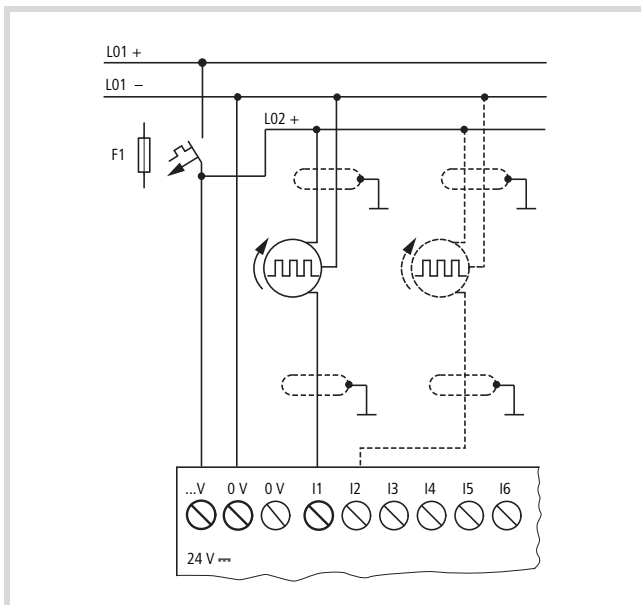 L01 +
L01 –
L02 +
F1
...V 0 V 0 V I1 I2 I3 I4 I5 I6
24 V ⎓